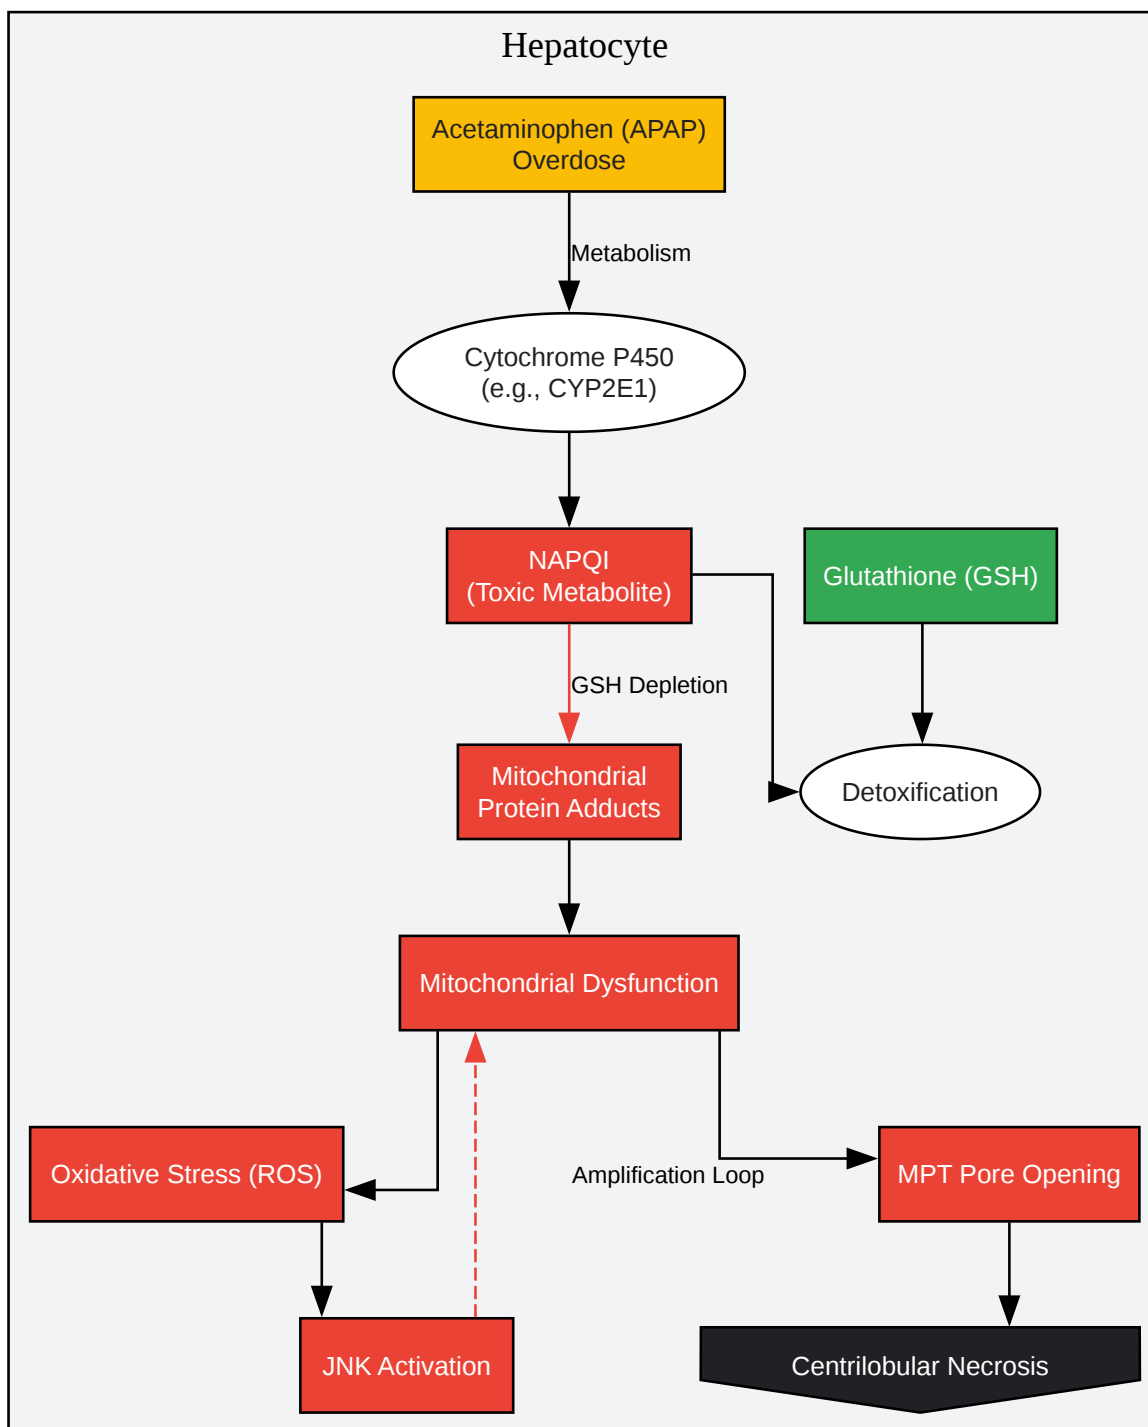 Hepatocyte
Acetaminophen (APAP)
Overdose
Metabolism
Cytochrome P450
(e.g., CYP2E1)
NAPQI
(Toxic Metabolite)
Glutathione (GSH)
GSH Depletion
Mitochondrial
Protein Adducts
Detoxification
Mitochondrial Dysfunction
Oxidative Stress (ROS)
Amplification Loop
MPT Pore Opening
JNK Activation
Centrilobular Necrosis